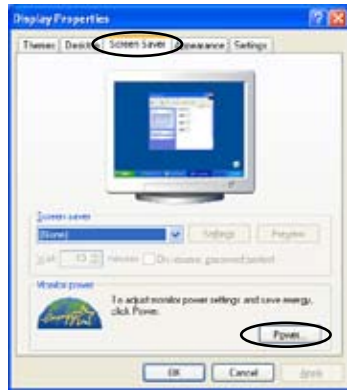 Display Properties
Themes Desktop Screen Saver Appearance Settings
Screen saver
(None) Settings Preview
Wait: minutes On resume, password protect
Monitor power
To adjust monitor power settings and save energy,
click Power.
Power...
OK Cancel Apply